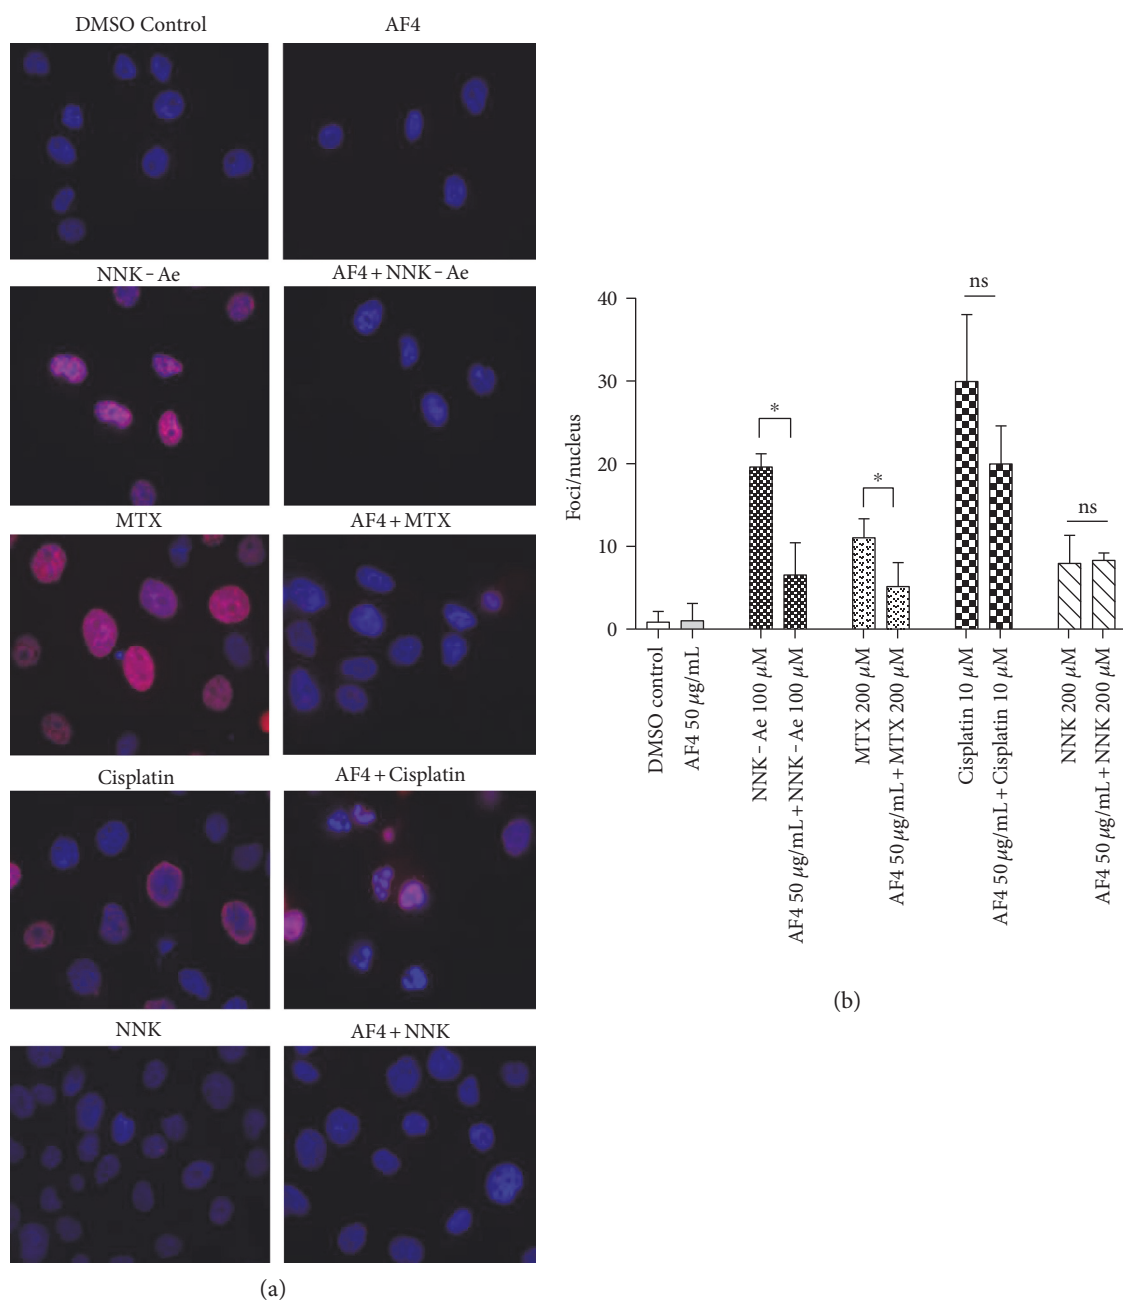 DMSO Control
AF4
NNK-Ae
AF4+NNK-Ae
MTX
AF4+MTX
Cisplatin
AF4+Cisplatin
NNK
AF4+NNK
(a)
Foci/nucleus
40
30
20
10
0
*
*
ns
ns
DMSO control
AF4 50 μg/mL
NNK-Ae 100 μM
AF4 50 μg/mL+NNK-Ae 100 μM
MTX 200 μM
AF4 50 μg/mL+MTX 200 μM
Cisplatin 10 μM
AF4 50 μg/mL+Cisplatin 10 μM
NNK 200 μM
AF4 50 μg/mL+NNK 200 μM
(b)